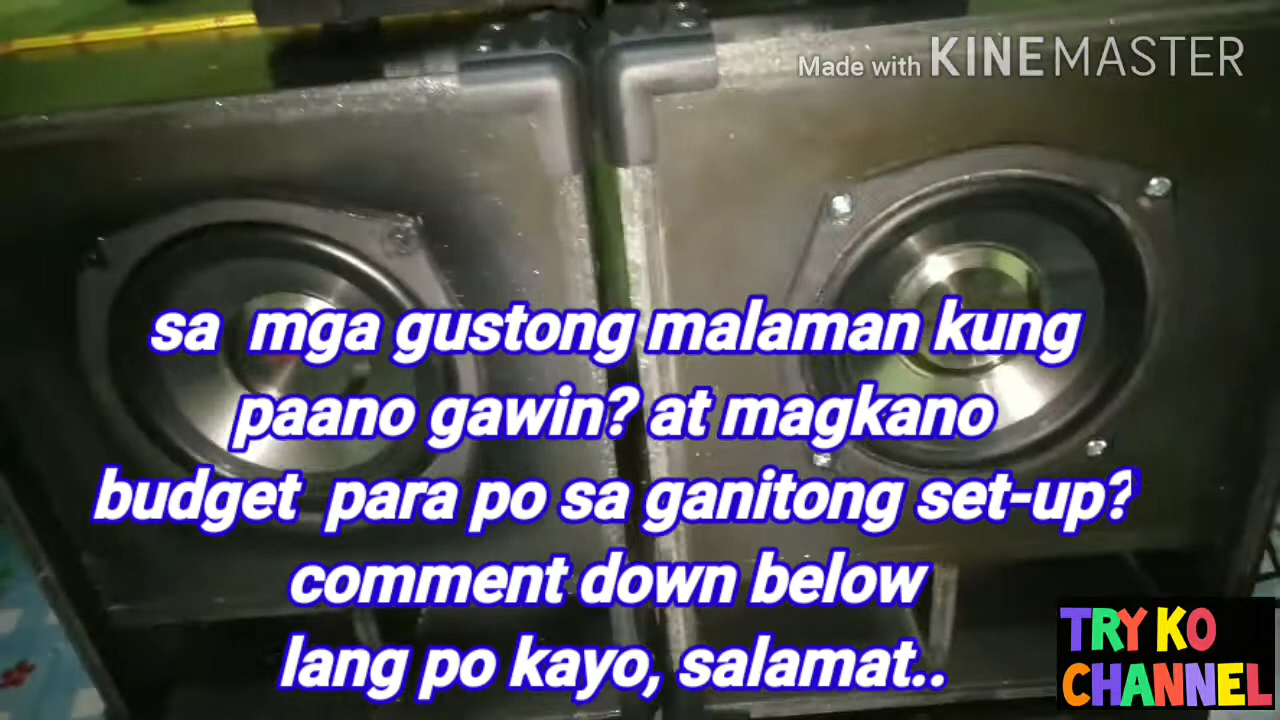 Made with KINEMASTER
sa mga gustong malaman kung
paano gawin? at magkano
budget para po sa ganitong set-up?
comment down below
lang po kayo, salamat..
TRY KO
CHANNEL